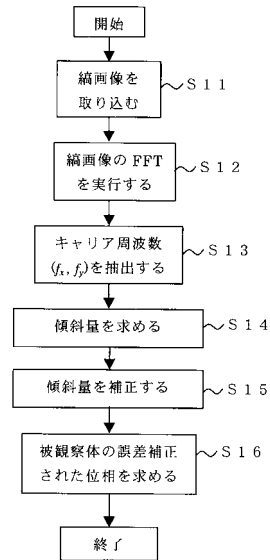 開始
縞画像を
取り込む
S11
縞画像のFFT
を実行する
S12
キャリア周波数
(fx, fy)を抽出する
S13
傾斜量を求める
S14
傾斜量を補正する
S15
被観察体の誤差補正
された位相を求める
S16
終了